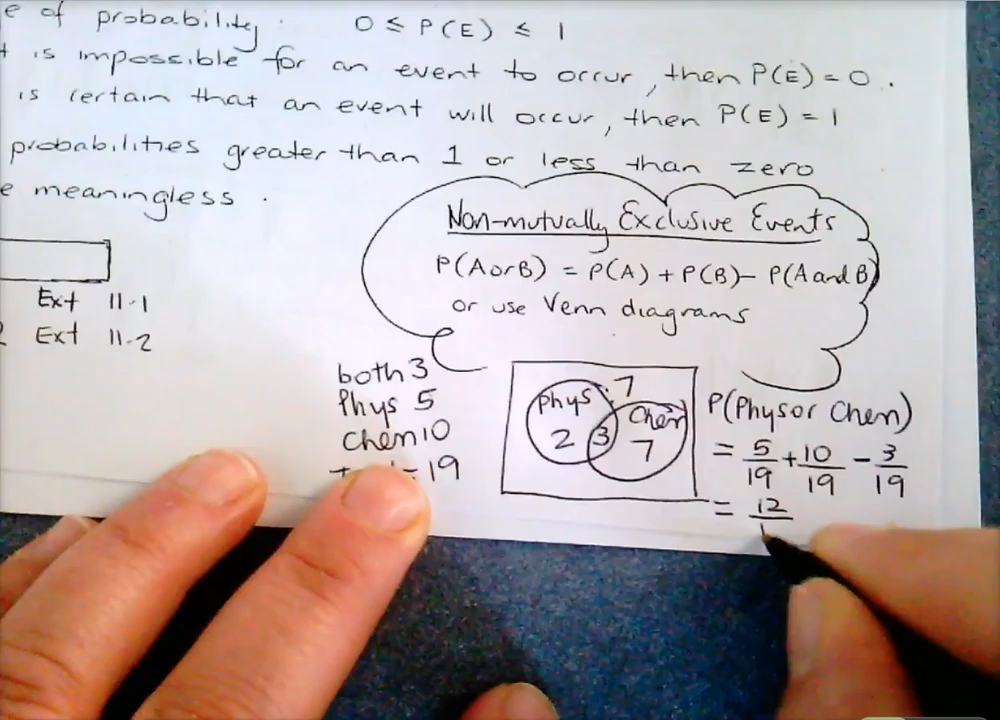 e of probability. 0 ≤ P(E) ≤ 1
t is impossible for an event to occur, then P(E) = 0.
is certain that an event will occur, then P(E) = 1
probabilities greater than 1 or less than zero
e meaningless.
Non-mutually Exclusive Events
P(A or B) = P(A) + P(B) - P(A and B)
or use Venn diagrams
Ext 11.1
2 Ext 11.2
both 3
Phys 5
Chem 10
= 19
Phys 7
Chem
2 3 7
P(Phys or Chem)
= 5/19 + 10/19 - 3/19
= 12/